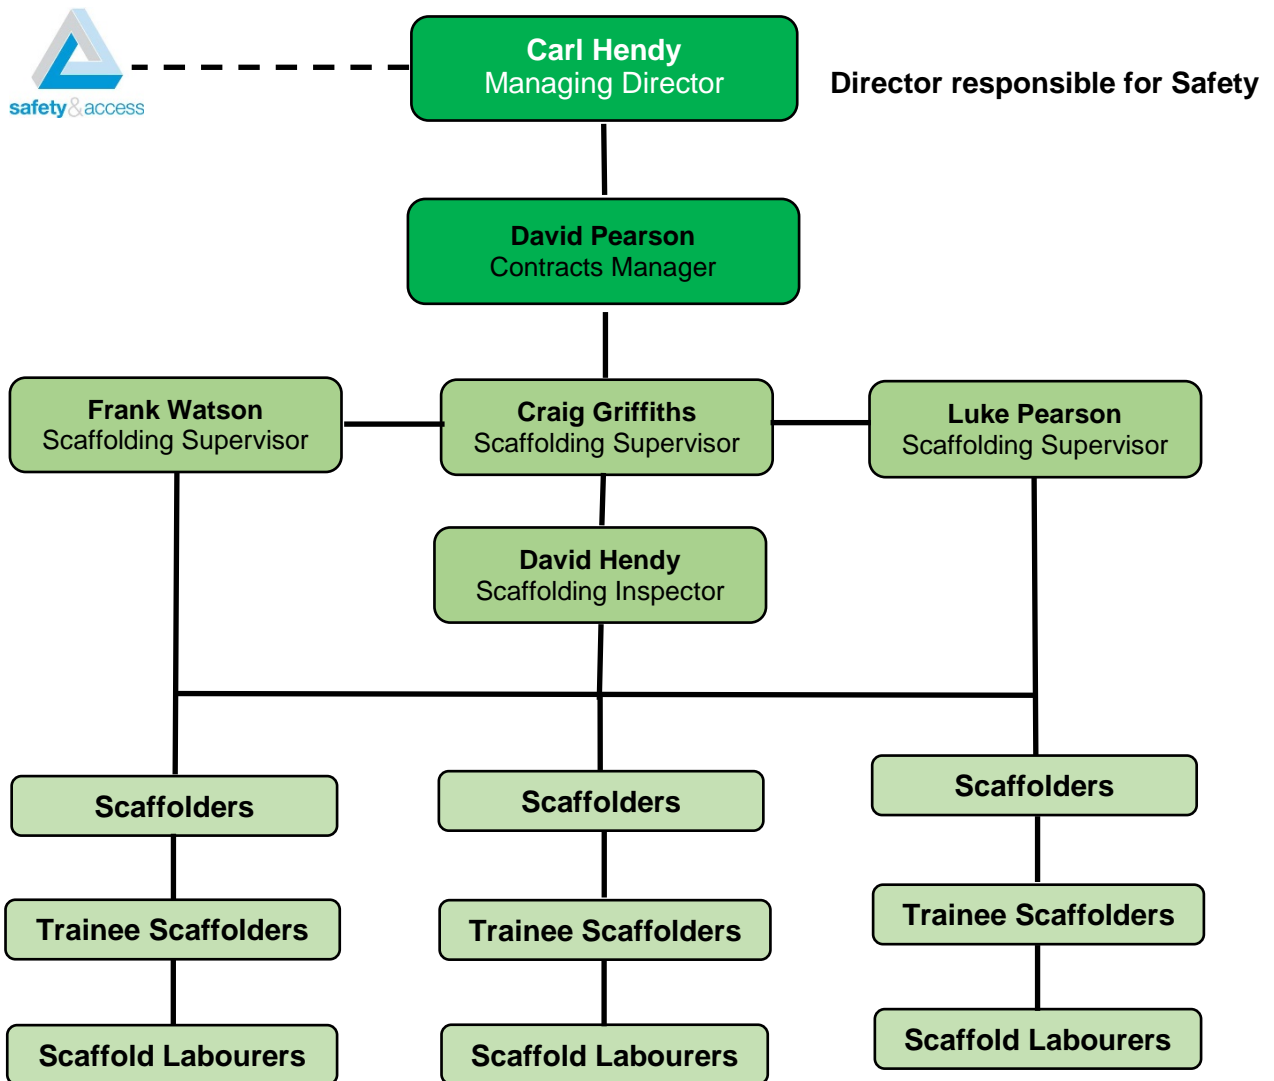 safety&access
Carl Hendy
Managing Director
Director responsible for Safety
David Pearson
Contracts Manager
Frank Watson
Scaffolding Supervisor
Craig Griffiths
Scaffolding Supervisor
Luke Pearson
Scaffolding Supervisor
David Hendy
Scaffolding Inspector
Scaffolders
Scaffolders
Scaffolders
Trainee Scaffolders
Trainee Scaffolders
Trainee Scaffolders
Scaffold Labourers
Scaffold Labourers
Scaffold Labourers